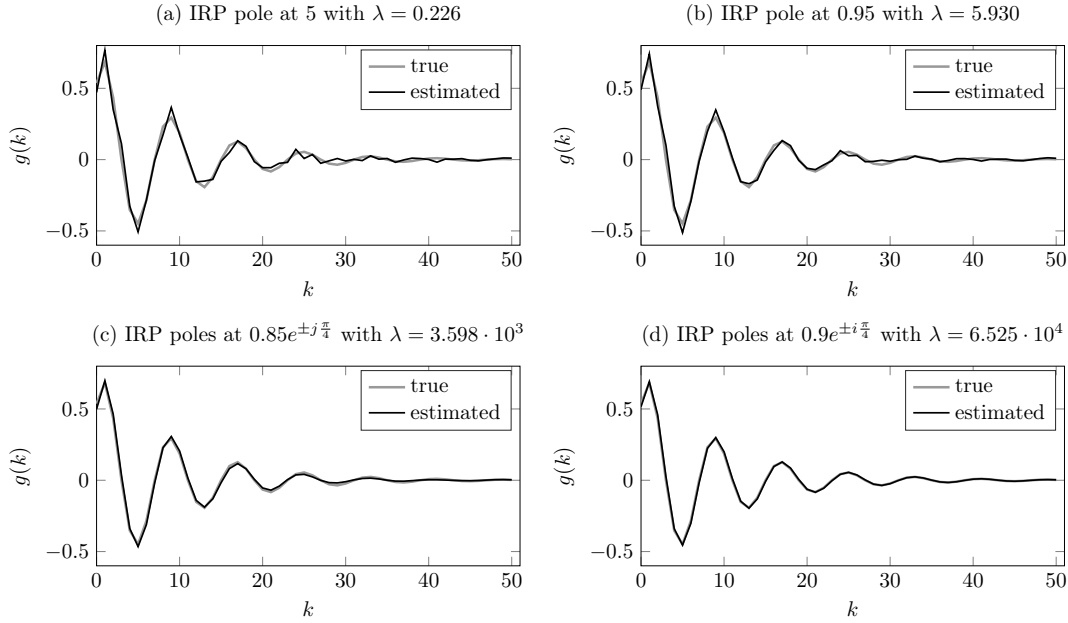 (a) IRP pole at 5 with λ = 0.226
(b) IRP pole at 0.95 with λ = 5.930
0.5
0
−0.5
g(k)
true
estimated
0 10 20 30 40 50
k
0.5
0
−0.5
g(k)
true
estimated
0 10 20 30 40 50
k
(c) IRP poles at 0.85e^{±j π/4} with λ = 3.598 · 10³
(d) IRP poles at 0.9e^{±i π/4} with λ = 6.525 · 10⁴
0.5
0
−0.5
g(k)
true
estimated
0 10 20 30 40 50
k
0.5
0
−0.5
g(k)
true
estimated
0 10 20 30 40 50
k